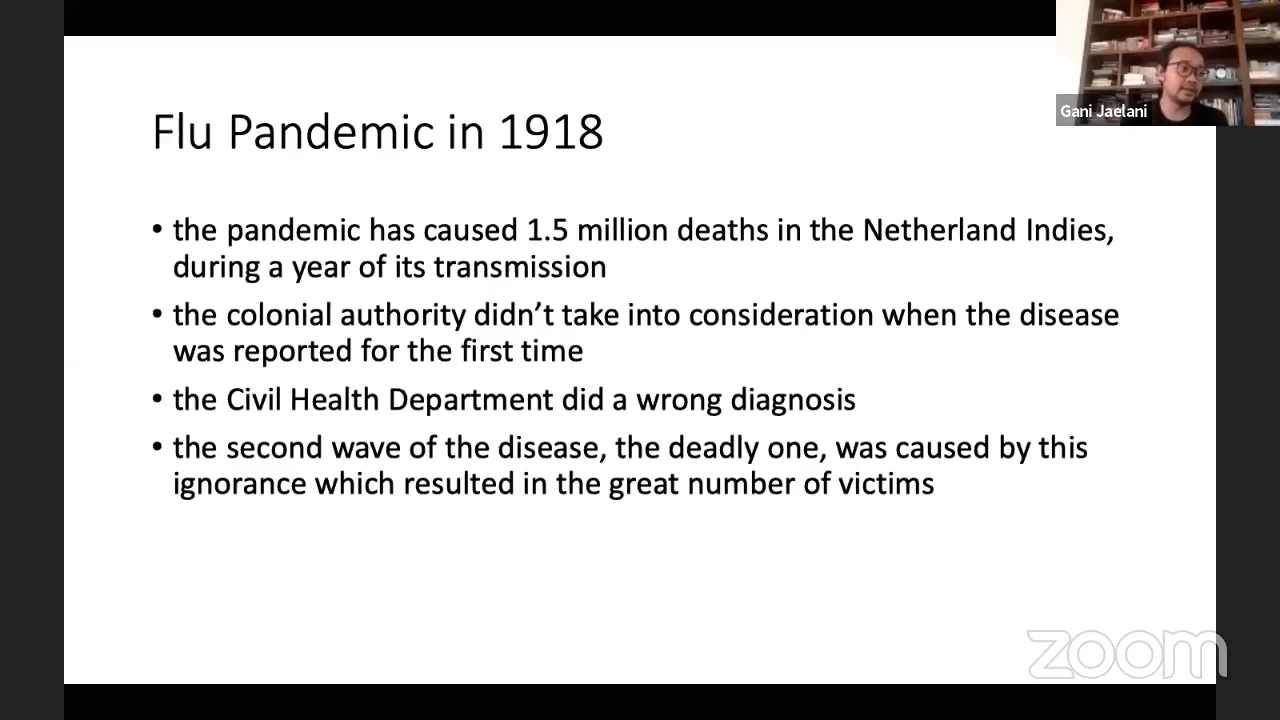 Gani Jaelani
Flu Pandemic in 1918
• the pandemic has caused 1.5 million deaths in the Netherland Indies,
during a year of its transmission
• the colonial authority didn’t take into consideration when the disease
was reported for the first time
• the Civil Health Department did a wrong diagnosis
• the second wave of the disease, the deadly one, was caused by this
ignorance which resulted in the great number of victims
zoom